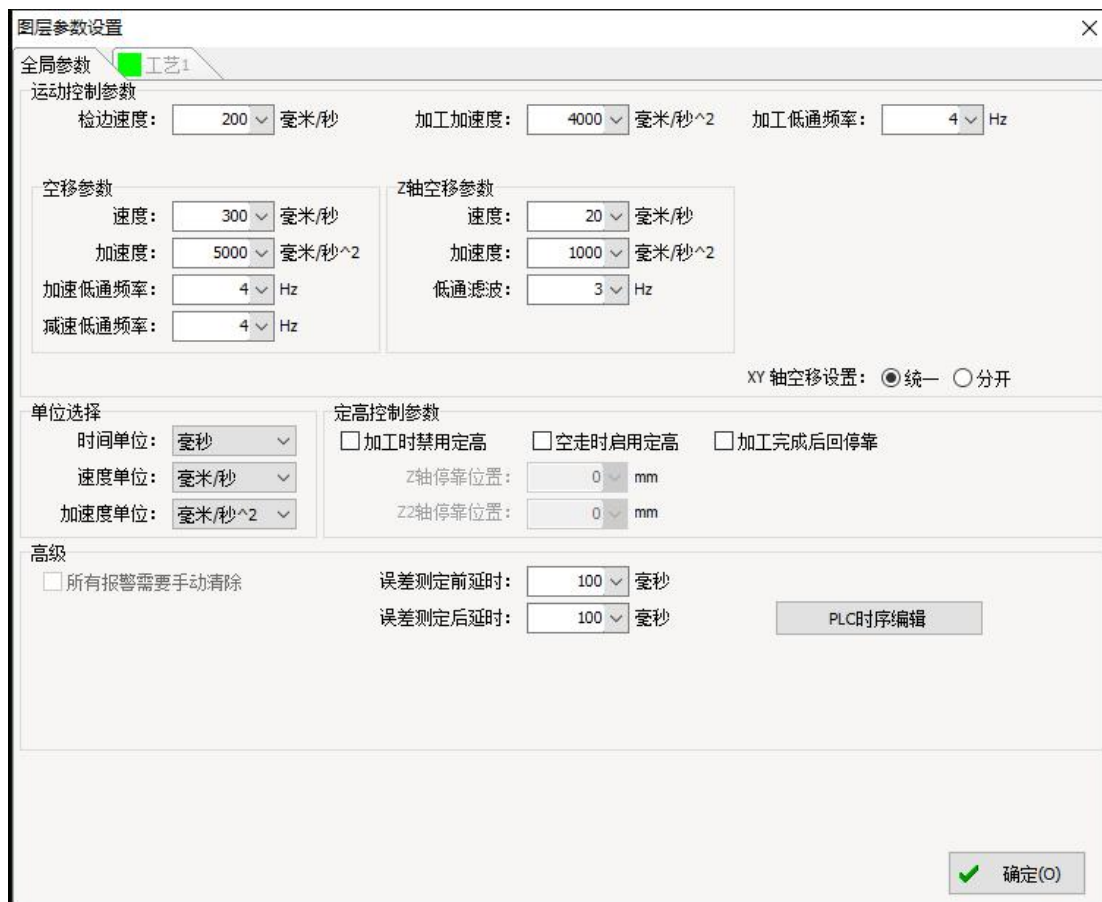 图层参数设置
全局参数 工艺1
运动控制参数
检边速度: 200 毫米/秒 加工加速度: 4000 毫米/秒^2 加工低通频率: 4 Hz
空移参数 Z轴空移参数
速度: 300 毫米/秒 速度: 20 毫米/秒
加速度: 5000 毫米/秒^2 加速度: 1000 毫米/秒^2
加速低通频率: 4 Hz 低通滤波: 3 Hz
减速低通频率: 4 Hz
XY 轴空移设置: 统一 分开
单位选择 定高控制参数
时间单位: 毫秒 加工时禁用定高 空走时启用定高 加工完成后回停靠
速度单位: 毫米/秒 Z轴停靠位置: 0 mm
加速度单位: 毫米/秒^2 Z2轴停靠位置: 0 mm
高级
所有报警需要手动清除 误差测定前延时: 100 毫秒
误差测定后延时: 100 毫秒 PLC时序编辑
确定(O)